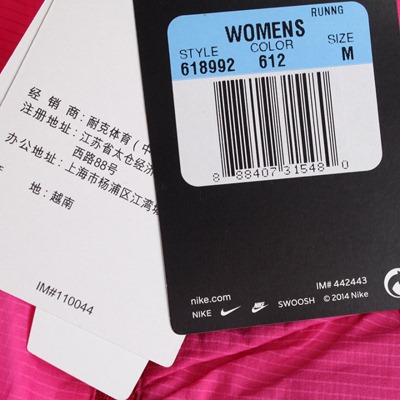 RUNNG
WOMENS
STYLE COLOR SIZE
618992 612 M
8 88407 31548 0
IM# 442443
nike.com
NIKE SWOOSH © 2014 Nike
经 销 商: 耐克体育 (中
注册地址: 江苏省太仓经济
西路88号
办公地址: 上海市杨浦区江湾城
地: 越南
IM#110044